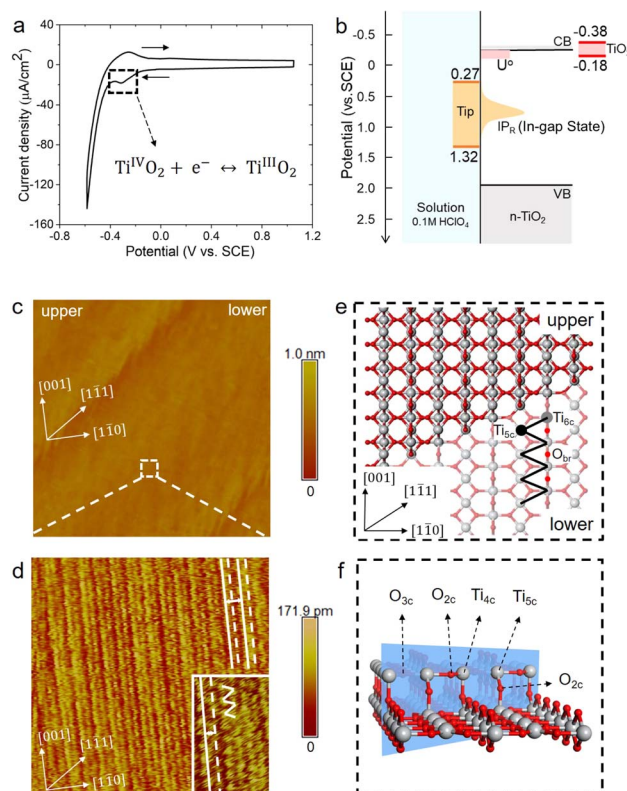 a
Current density (μA/cm²)
40
0
-40
-80
-120
-160
Ti^IV O₂ + e⁻ ↔ Ti^III O₂
-0.8 -0.4 0.0 0.4 0.8 1.2
Potential (V vs. SCE)
b
Potential (vs.SCE)
-0.5
0
0.5
1.0
1.5
2.0
2.5
CB
-0.38
TiO
-0.18
U°
0.27
Tip
1.32
IP_R (In-gap State)
VB
Solution
0.1M HClO₄
n-TiO₂
c
upper
lower
[001]
[11̄1]
[11̄0]
1.0 nm
0
e
upper
Ti5c
Ti6c
Obr
[001]
[11̄1]
[11̄0]
lower
d
[001]
[11̄1]
[11̄0]
171.9 pm
0
f
O3c O2c Ti4c Ti5c
O2c